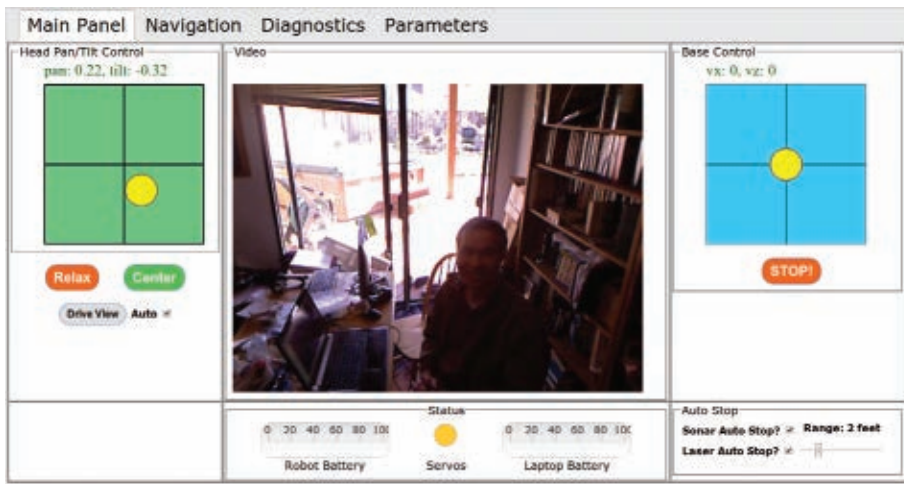 Main Panel Navigation Diagnostics Parameters
Head Pan/Tilt Control
pan: 0.22, tilt: -0.32
Relax Center
Drive View Auto
Video
Base Control
vx: 0, vz: 0
STOP!
Status
0 20 40 60 80 100
Robot Battery
Servos
0 20 40 60 80 100
Laptop Battery
Auto Stop
Sonar Auto Stop? Range: 2 feet
Laser Auto Stop?